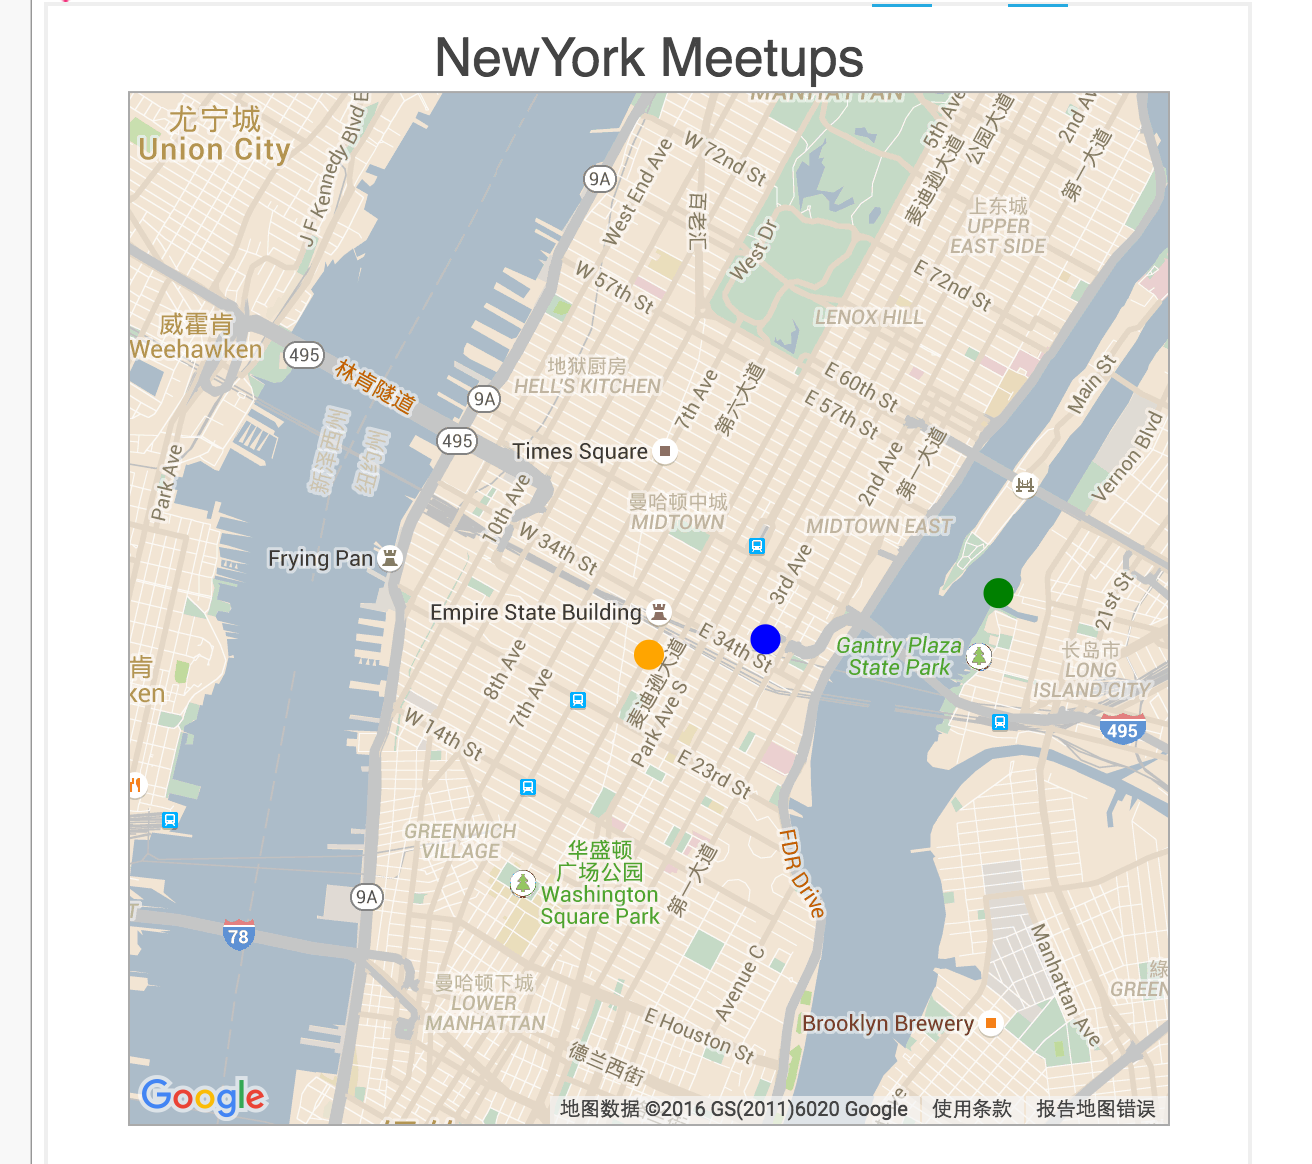 NewYork Meetups
MANHATTAN
尤宁城
Union City
J F Kennedy Blvd E
9A
West End Ave
W 72nd St
百老汇
West Dr
5th Ave
麦迪逊大道
公园大道
2nd Av
第一大道
上东城
UPPER
EAST SIDE
W 57th St
E 72nd St
LENOX HILL
威霍肯
Weehawken
495
林肯隧道
地狱厨房
HELL'S KITCHEN
7th Ave
第六大道
E 60th St
E 57th St
Main St
9A
495
新泽西州
纽约州
Times Square
2nd Ave
第一大道
Vernon Blvd
Park Ave
10th Ave
曼哈顿中城
MIDTOWN
MIDTOWN EAST
W 34th St
Frying Pan
3rd Ave
Empire State Building
E 34th St
21st St
Gantry Plaza
State Park
长岛市
LONG
ISLAND CITY
肯
ken
8th Ave
7th Ave
麦迪逊大道
Park Ave S
W 14th St
E 23rd St
495
GREENWICH
VILLAGE
华盛顿
广场公园
Washington
Square Park
第一大道
FDR Drive
9A
78
Avenue C
Manhattan Ave
曼哈顿下城
LOWER
MANHATTAN
綠
GREEN
E Houston St
Brooklyn Brewery
德兰西街
Google
地图数据 ©2016 GS(2011)6020 Google
使用条款
报告地图错误